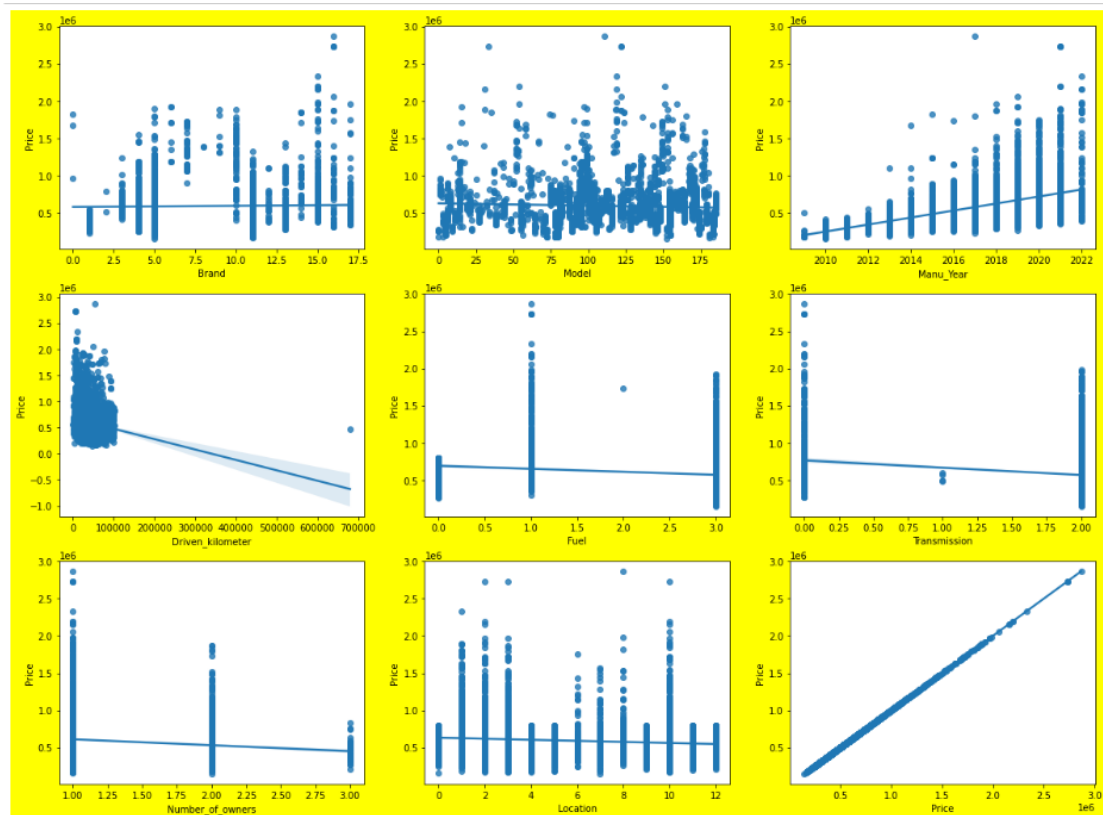 1e6
3.0
2.5
2.0
1.5
1.0
0.5
Price
0.0 2.5 5.0 7.5 10.0 12.5 15.0 17.5
Brand
1e6
3.0
2.5
2.0
1.5
1.0
0.5
Price
0 25 50 75 100 125 150 175
Model
1e6
3.0
2.5
2.0
1.5
1.0
0.5
Price
2010 2012 2014 2016 2018 2020 2022
Manu_Year
1e6
3.0
2.5
2.0
1.5
1.0
0.5
0.0
−0.5
−1.0
Price
0 100000 200000 300000 400000 500000 600000 700000
Driven_kilometer
1e6
3.0
2.5
2.0
1.5
1.0
0.5
Price
0.0 0.5 1.0 1.5 2.0 2.5 3.0
Fuel
1e6
3.0
2.5
2.0
1.5
1.0
0.5
Price
0.00 0.25 0.50 0.75 1.00 1.25 1.50 1.75 2.00
Transmission
1e6
3.0
2.5
2.0
1.5
1.0
0.5
Price
1.00 1.25 1.50 1.75 2.00 2.25 2.50 2.75 3.00
Number_of_owners
1e6
3.0
2.5
2.0
1.5
1.0
0.5
Price
0 2 4 6 8 10 12
Location
3.0
2.5
2.0
1.5
1.0
0.5
1e6
Price
0.5 1.0 1.5 2.0 2.5 3.0
Price
1e6